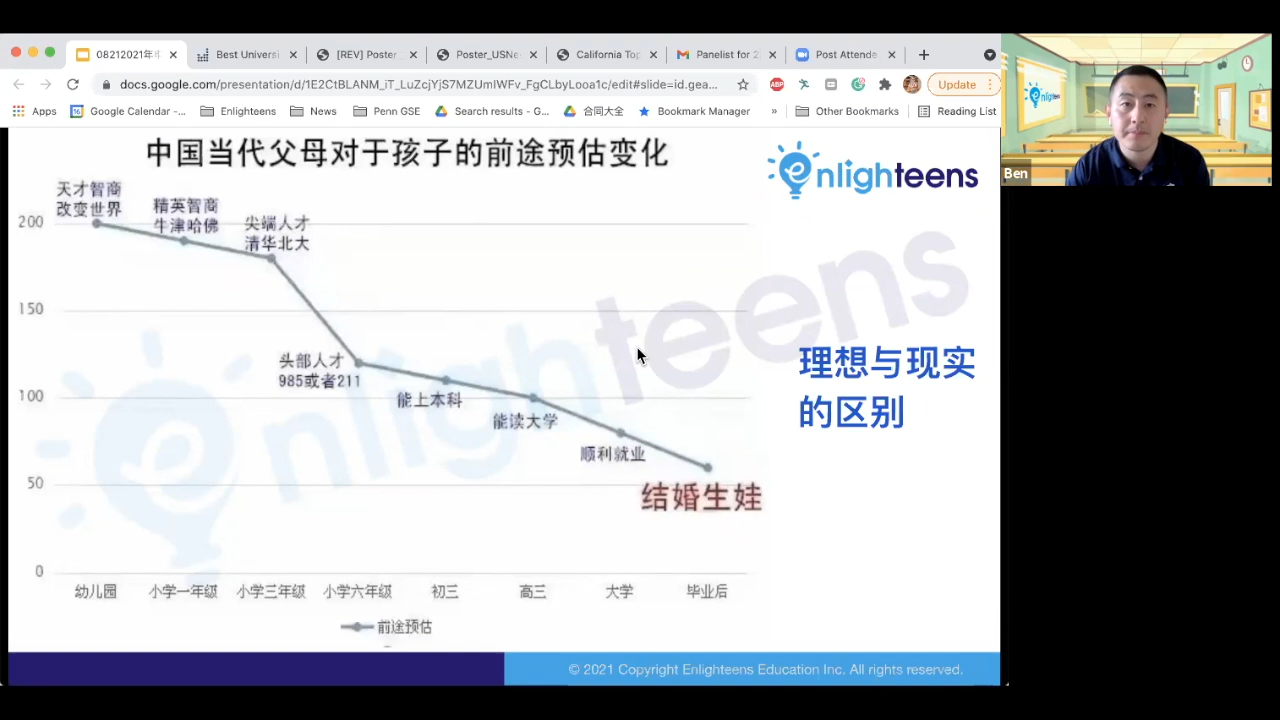 08212021年
Best Universi
[REV] Poster
Poster_USNe
California Top
Panelist for 2
Post Attende
docs.google.com/presentation/d/1E2CtBLANM_iT_LuZoYjS7MZUmIWFv_FgCLbyLooa1c/edit#slide=id.gea...
ABP
Update
Apps
16
Google Calendar -...
Enlighteens
News
Penn GSE
Search results - G...
合同大全
Bookmark Manager
»
Other Bookmarks
Reading List
Ben
中国当代父母对于孩子的前途预估变化
enlighteens
天才智商
改变世界
精英智商
牛津哈佛
尖端人才
清华北大
头部人才
985或者211
能上本科
能读大学
顺利就业
结婚生娃
200
150
100
50
0
幼儿园
小学一年级
小学三年级
小学六年级
初三
高三
大学
毕业后
前途预估
enlighteens
理想与现实
的区别
© 2021 Copyright Enlighteens Education Inc. All rights reserved.